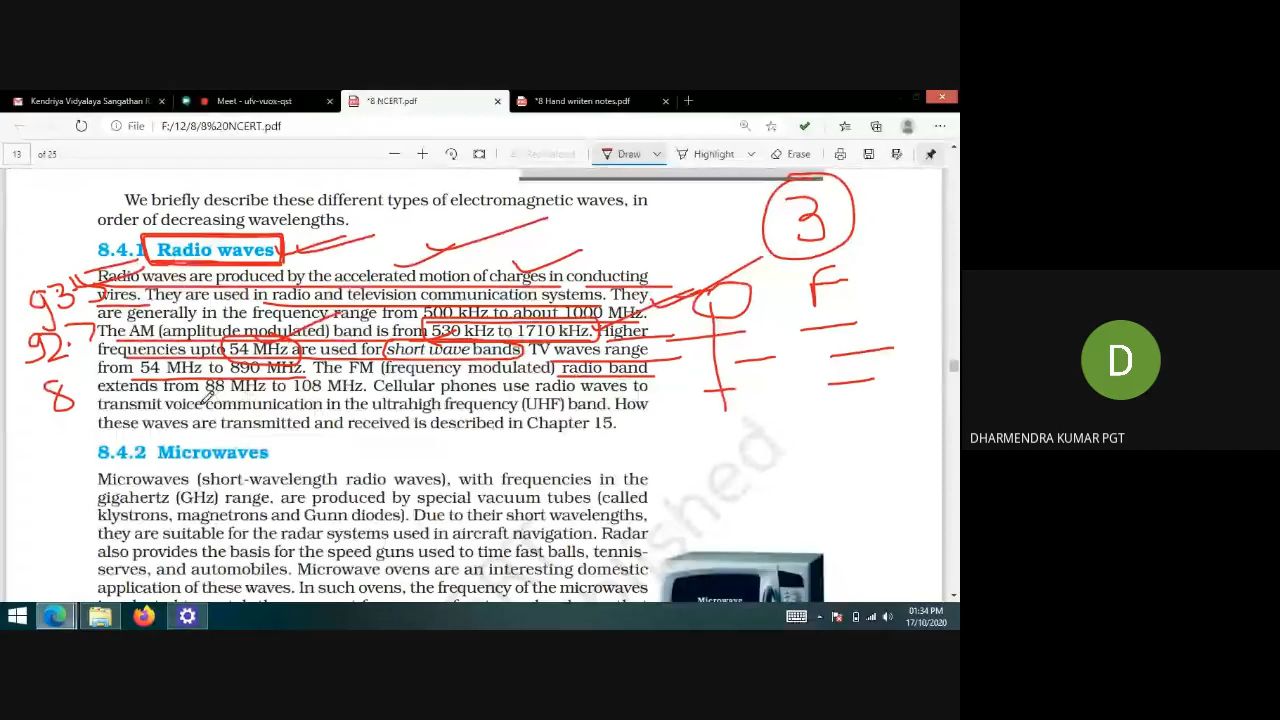 Kendriya Vidyalaya Sangathan R
Meet - ufv-vuox-qst
*8 NCERT.pdf
*8 Hand wriiten notes.pdf
File
F:/12/8/8%20NCERT.pdf
13 of 25
Draw
Highlight
Erase
We briefly describe these different types of electromagnetic waves, in
order of decreasing wavelengths.
3
8.4.1 Radio waves
Radio waves are produced by the accelerated motion of charges in conducting
wires. They are used in radio and television communication systems. They
are generally in the frequency range from 500 kHz to about 1000 MHz.
The AM (amplitude modulated) band is from 530 kHz to 1710 kHz. Higher
frequencies upto 54 MHz are used for short wave bands. TV waves range
from 54 MHz to 890 MHz. The FM (frequency modulated) radio band
extends from 88 MHz to 108 MHz. Cellular phones use radio waves to
transmit voice communication in the ultrahigh frequency (UHF) band. How
these waves are transmitted and received is described in Chapter 15.
92.7
8
F
8.4.2 Microwaves
Microwaves (short-wavelength radio waves), with frequencies in the
gigahertz (GHz) range, are produced by special vacuum tubes (called
klystrons, magnetrons and Gunn diodes). Due to their short wavelengths,
they are suitable for the radar systems used in aircraft navigation. Radar
also provides the basis for the speed guns used to time fast balls, tennis-
serves, and automobiles. Microwave ovens are an interesting domestic
application of these waves. In such ovens, the frequency of the microwaves
Microwave
published
D
DHARMENDRA KUMAR PGT
01:34 PM
17/10/2020